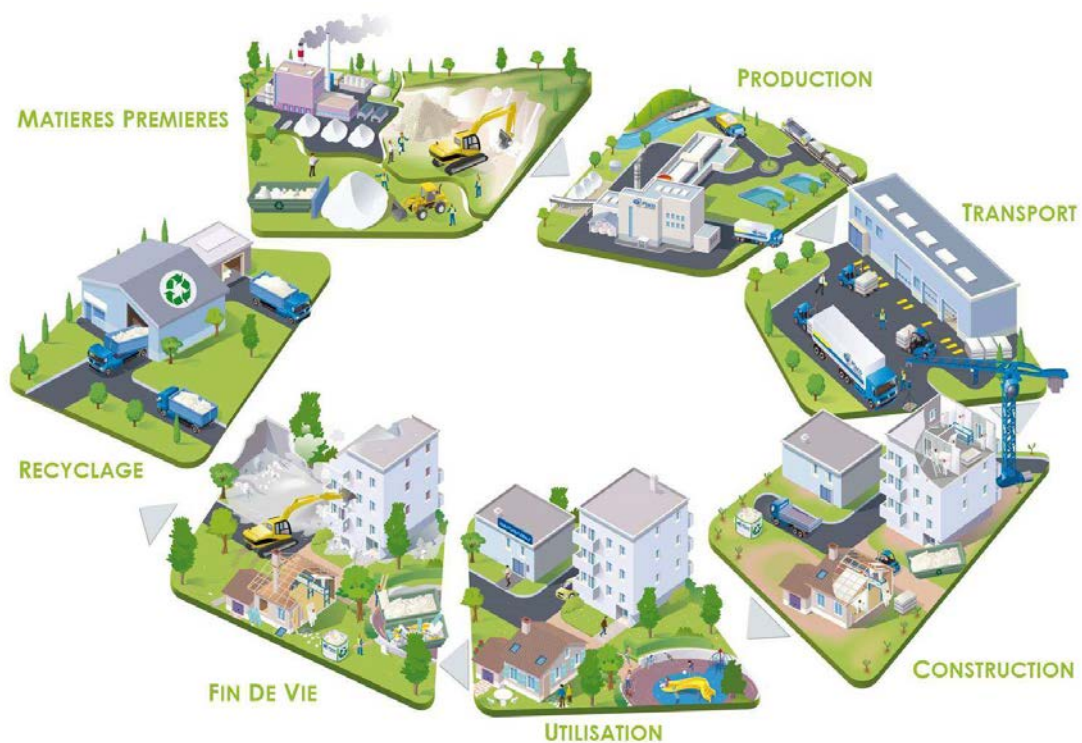 MATIERES PREMIERES
PRODUCTION
TRANSPORT
CONSTRUCTION
UTILISATION
FIN DE VIE
RECYCLAGE